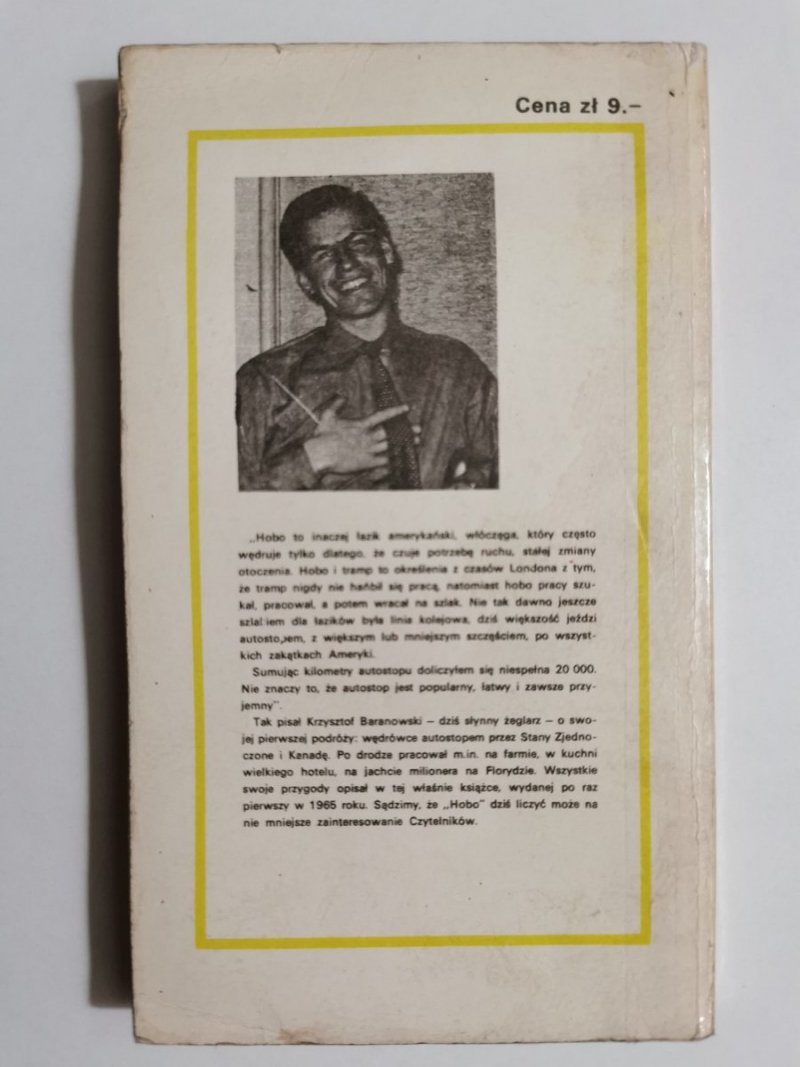 Cena zł 9.–
„Hobo to inaczej łazik amerykański, włóczęga, który często
wędruje tylko dlatego, że czuje potrzebę ruchu, stałej zmiany
otoczenia. Hobo i tramp to określenia z czasów Londona z tym,
że tramp nigdy nie hańbił się pracą, natomiast hobo pracy szu-
kał, pracował, a potem wracał na szlak. Nie tak dawno jeszcze
szlakiem dla łazików była linia kolejowa, dziś większość jeździ
autostopem, z większym lub mniejszym szczęściem, po wszyst-
kich zakątkach Ameryki.
Sumując kilometry autostopu doliczyłem się niespełna 20 000.
Nie znaczy to, że autostop jest popularny, łatwy i zawsze przy-
jemny".
Tak pisał Krzysztof Baranowski – dziś słynny żeglarz – o swo-
jej pierwszej podróży: wędrówce autostopem przez Stany Zjedno-
czone i Kanadę. Po drodze pracował m.in. na farmie, w kuchni
wielkiego hotelu, na jachcie milionera na Florydzie. Wszystkie
swoje przygody opisał w tej właśnie książce, wydanej po raz
pierwszy w 1965 roku. Sądzimy, że „Hobo" dziś liczyć może na
nie mniejsze zainteresowanie Czytelników.